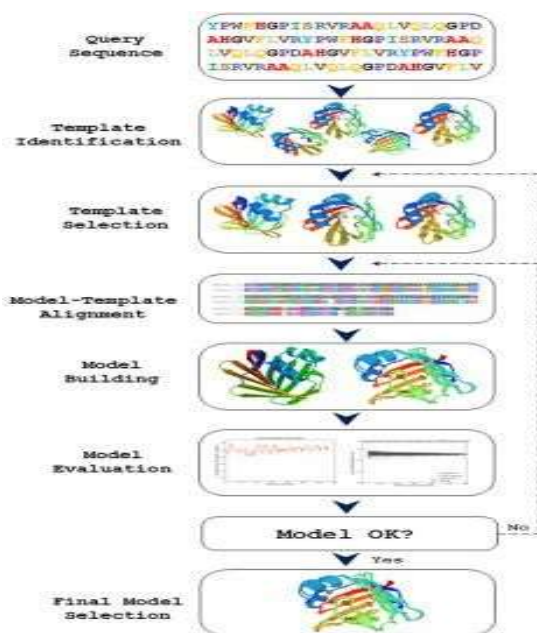 Query
Sequence
YPWFHGPISRVRAAQLVQLQGPD
AHGVFLVRYPWFHGPISRVRAAQ
LVQLQGPDAHGVFLVRYPWFHGP
ISRVRAAQLVQLQGPDAHGVFLV
Template
Identification
Template
Selection
Model-Template
Alignment
Model
Building
Model
Evaluation
Model OK?
No
Yes
Final Model
Selection